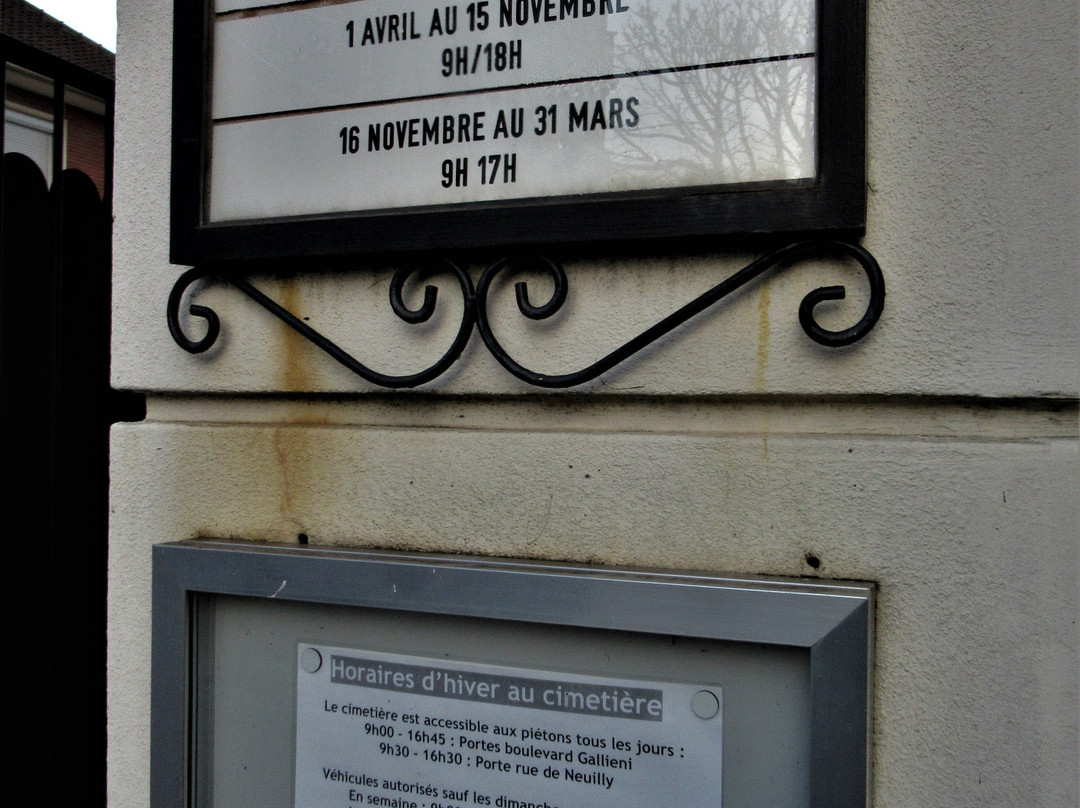 1 AVRIL AU 15 NOVEMBRE
9H/18H
16 NOVEMBRE AU 31 MARS
9H 17H
Horaires d'hiver au cimetière
Le cimetière est accessible aux piétons tous les jours :
9h00 - 16h45 : Portes boulevard Gallieni
9h30 - 16h30 : Porte rue de Neuilly
Véhicules autorisés sauf les dimanche
En semaine :